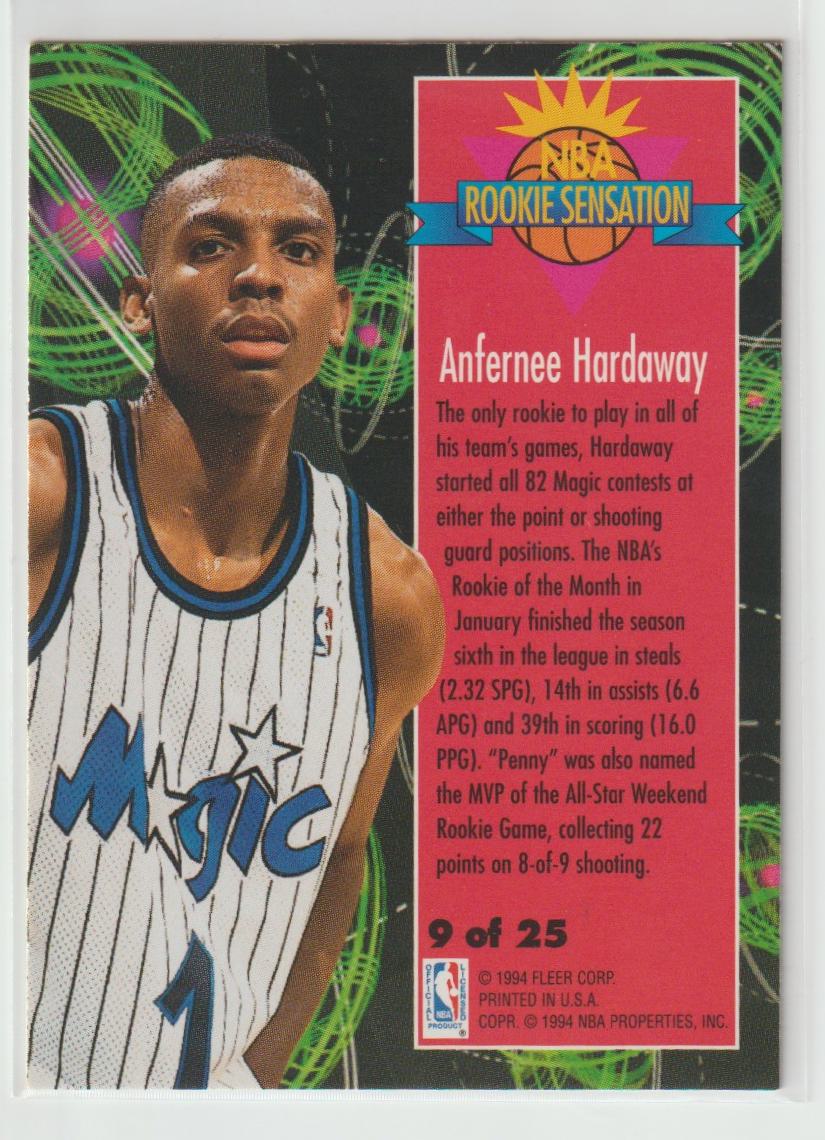 NBA
ROOKIE SENSATION
Anfernee Hardaway
The only rookie to play in all of
his team's games, Hardaway
started all 82 Magic contests at
either the point or shooting
guard positions. The NBA's
Rookie of the Month in
January finished the season
sixth in the league in steals
(2.32 SPG), 14th in assists (6.6
APG) and 39th in scoring (16.0
PPG). "Penny" was also named
the MVP of the All-Star Weekend
Rookie Game, collecting 22
points on 8-of-9 shooting.
9 of 25
OFFICIAL LICENSED
NBA
PRODUCT ®
© 1994 FLEER CORP.
PRINTED IN U.S.A.
COPR. © 1994 NBA PROPERTIES, INC.
MAGIC
1